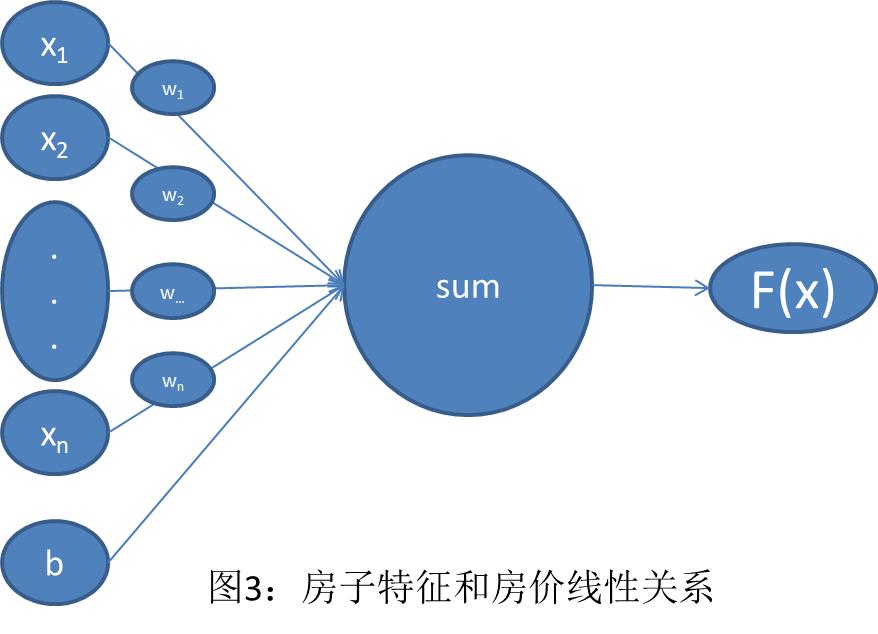 x₁
w₁
x₂
w₂
.
.
.
w...
sum
F(x)
wₙ
xₙ
b
图3：房子特征和房价线性关系